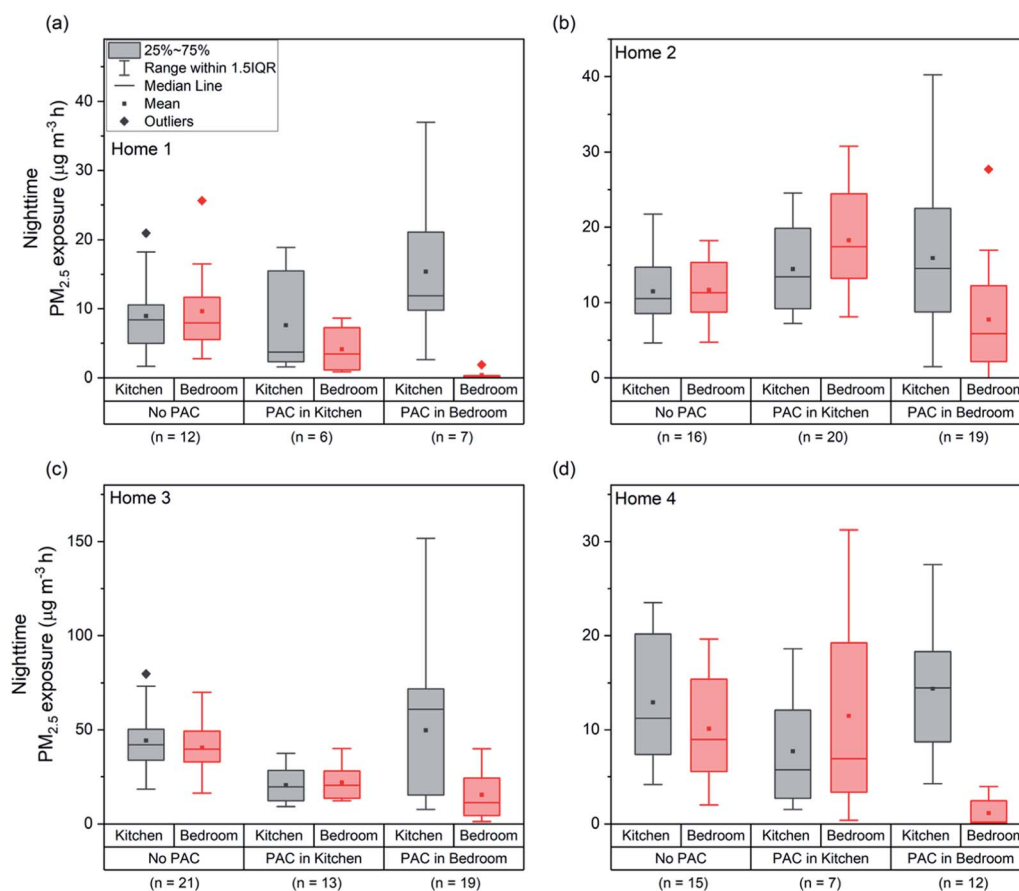 (a)
25%~75%
Range within 1.5IQR
Median Line
Mean
Outliers
Home 1
Nighttime
PM2.5 exposure (μg m-3 h)
40
30
20
10
0
Kitchen Bedroom Kitchen Bedroom Kitchen Bedroom
No PAC PAC in Kitchen PAC in Bedroom
(n = 12) (n = 6) (n = 7)
(b)
Home 2
40
30
20
10
0
Kitchen Bedroom Kitchen Bedroom Kitchen Bedroom
No PAC PAC in Kitchen PAC in Bedroom
(n = 16) (n = 20) (n = 19)
(c)
Home 3
Nighttime
PM2.5 exposure (μg m-3 h)
150
100
50
0
Kitchen Bedroom Kitchen Bedroom Kitchen Bedroom
No PAC PAC in Kitchen PAC in Bedroom
(n = 21) (n = 13) (n = 19)
(d)
Home 4
30
20
10
0
Kitchen Bedroom Kitchen Bedroom Kitchen Bedroom
No PAC PAC in Kitchen PAC in Bedroom
(n = 15) (n = 7) (n = 12)